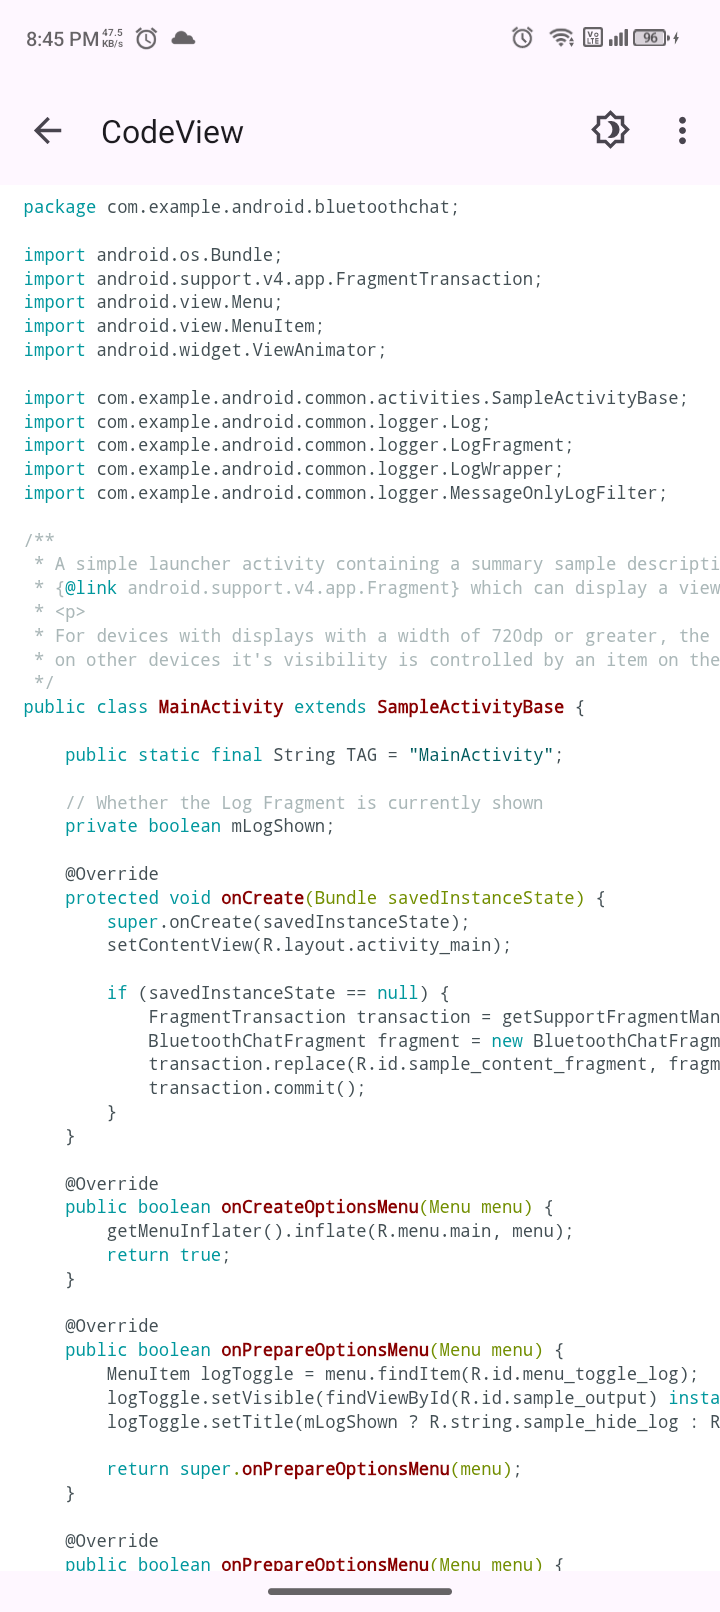 8:45 PM 47.5 KB/s Vo LTE 96
CodeView
package com.example.android.bluetoothchat;
import android.os.Bundle;
import android.support.v4.app.FragmentTransaction;
import android.view.Menu;
import android.view.MenuItem;
import android.widget.ViewAnimator;
import com.example.android.common.activities.SampleActivityBase;
import com.example.android.common.logger.Log;
import com.example.android.common.logger.LogFragment;
import com.example.android.common.logger.LogWrapper;
import com.example.android.common.logger.MessageOnlyLogFilter;
/**
 * A simple launcher activity containing a summary sample descripti
 * {@link android.support.v4.app.Fragment} which can display a view
 * <p>
 * For devices with displays with a width of 720dp or greater, the
 * on other devices it's visibility is controlled by an item on the
 */
public class MainActivity extends SampleActivityBase {
    public static final String TAG = "MainActivity";
    // Whether the Log Fragment is currently shown
    private boolean mLogShown;
    @Override
    protected void onCreate(Bundle savedInstanceState) {
        super.onCreate(savedInstanceState);
        setContentView(R.layout.activity_main);
        if (savedInstanceState == null) {
            FragmentTransaction transaction = getSupportFragmentMan
            BluetoothChatFragment fragment = new BluetoothChatFragm
            transaction.replace(R.id.sample_content_fragment, fragm
            transaction.commit();
        }
    }
    @Override
    public boolean onCreateOptionsMenu(Menu menu) {
        getMenuInflater().inflate(R.menu.main, menu);
        return true;
    }
    @Override
    public boolean onPrepareOptionsMenu(Menu menu) {
        MenuItem logToggle = menu.findItem(R.id.menu_toggle_log);
        logToggle.setVisible(findViewById(R.id.sample_output) insta
        logToggle.setTitle(mLogShown ? R.string.sample_hide_log : R
        return super.onPrepareOptionsMenu(menu);
    }
    @Override
    public boolean onPrepareOptionsMenu(Menu menu) {